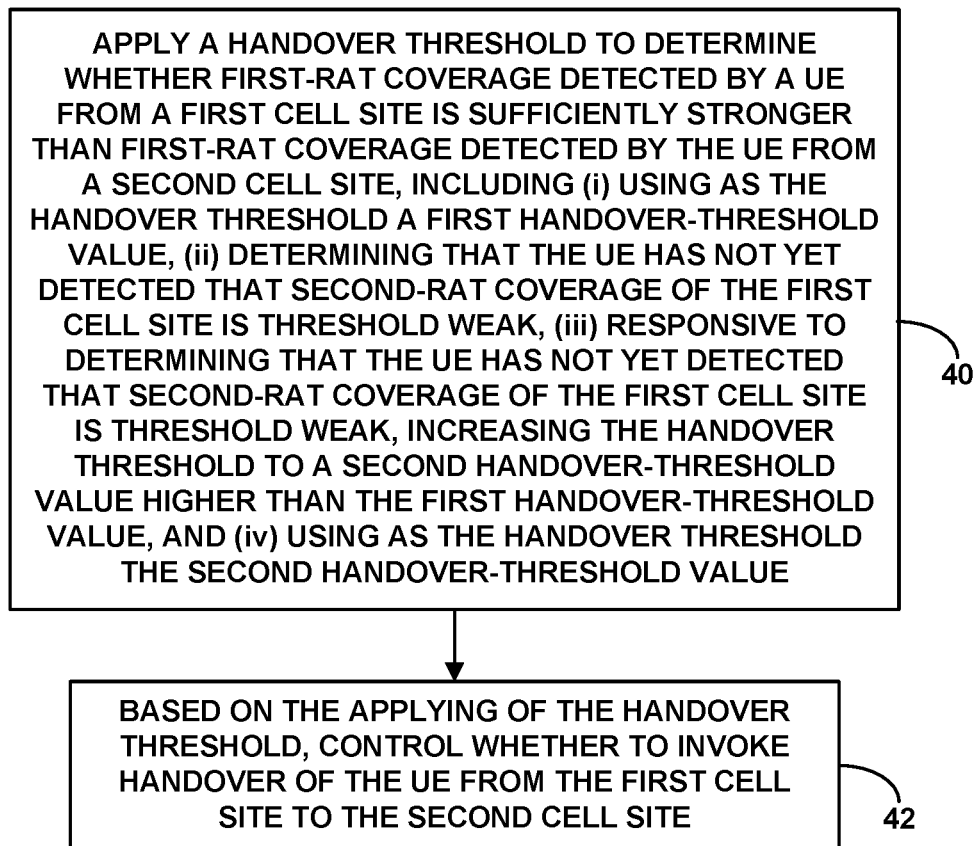 APPLY A HANDOVER THRESHOLD TO DETERMINE
WHETHER FIRST-RAT COVERAGE DETECTED BY A UE
FROM A FIRST CELL SITE IS SUFFICIENTLY STRONGER
THAN FIRST-RAT COVERAGE DETECTED BY THE UE FROM
A SECOND CELL SITE, INCLUDING (i) USING AS THE
HANDOVER THRESHOLD A FIRST HANDOVER-THRESHOLD
VALUE, (ii) DETERMINING THAT THE UE HAS NOT YET
DETECTED THAT SECOND-RAT COVERAGE OF THE FIRST
CELL SITE IS THRESHOLD WEAK, (iii) RESPONSIVE TO
DETERMINING THAT THE UE HAS NOT YET DETECTED
THAT SECOND-RAT COVERAGE OF THE FIRST CELL SITE
IS THRESHOLD WEAK, INCREASING THE HANDOVER
THRESHOLD TO A SECOND HANDOVER-THRESHOLD
VALUE HIGHER THAN THE FIRST HANDOVER-THRESHOLD
VALUE, AND (iv) USING AS THE HANDOVER THRESHOLD
THE SECOND HANDOVER-THRESHOLD VALUE
40
BASED ON THE APPLYING OF THE HANDOVER
THRESHOLD, CONTROL WHETHER TO INVOKE
HANDOVER OF THE UE FROM THE FIRST CELL
SITE TO THE SECOND CELL SITE
42